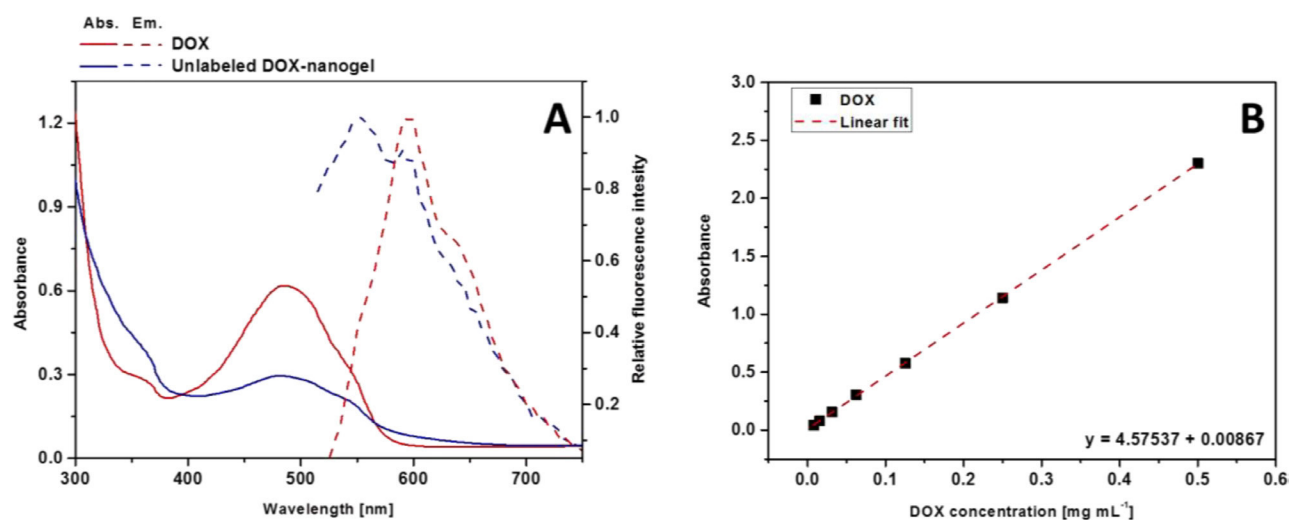 Abs. Em.
DOX
Unlabeled DOX-nanogel
A
1.2
0.9
0.6
0.3
0.0
Absorbance
300 400 500 600 700
Wavelength [nm]
1.0
0.8
0.6
0.4
0.2
Relative fluorescence intesity
B
DOX
Linear fit
3.0
2.5
2.0
1.5
1.0
0.5
0.0
Absorbance
y = 4.57537 + 0.00867
0.0 0.1 0.2 0.3 0.4 0.5 0.6
DOX concentration [mg mL⁻¹]